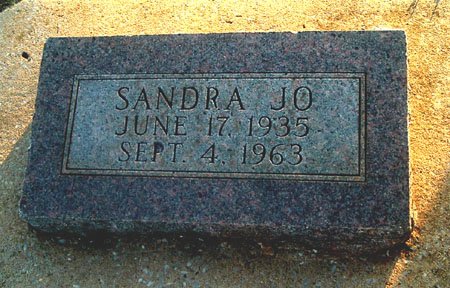 SANDRA JO
JUNE 17, 1935
SEPT. 4, 1963